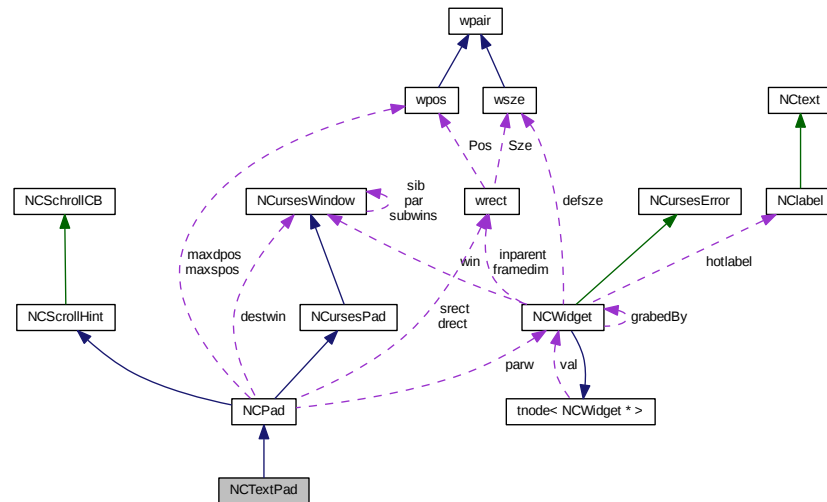 wpair
wpos
wsze
NCtext
Pos
Sze
NCSchrollCB
NCursesWindow
sib
par
subwins
wrect
defsze
NCursesError
NClabel
maxdpos
maxspos
win
inparent
framedim
hotlabel
NCScrollHint
destwin
NCursesPad
srect
drect
NCWidget
grabedBy
parw
val
NCPad
tnode< NCWidget * >
NCTextPad